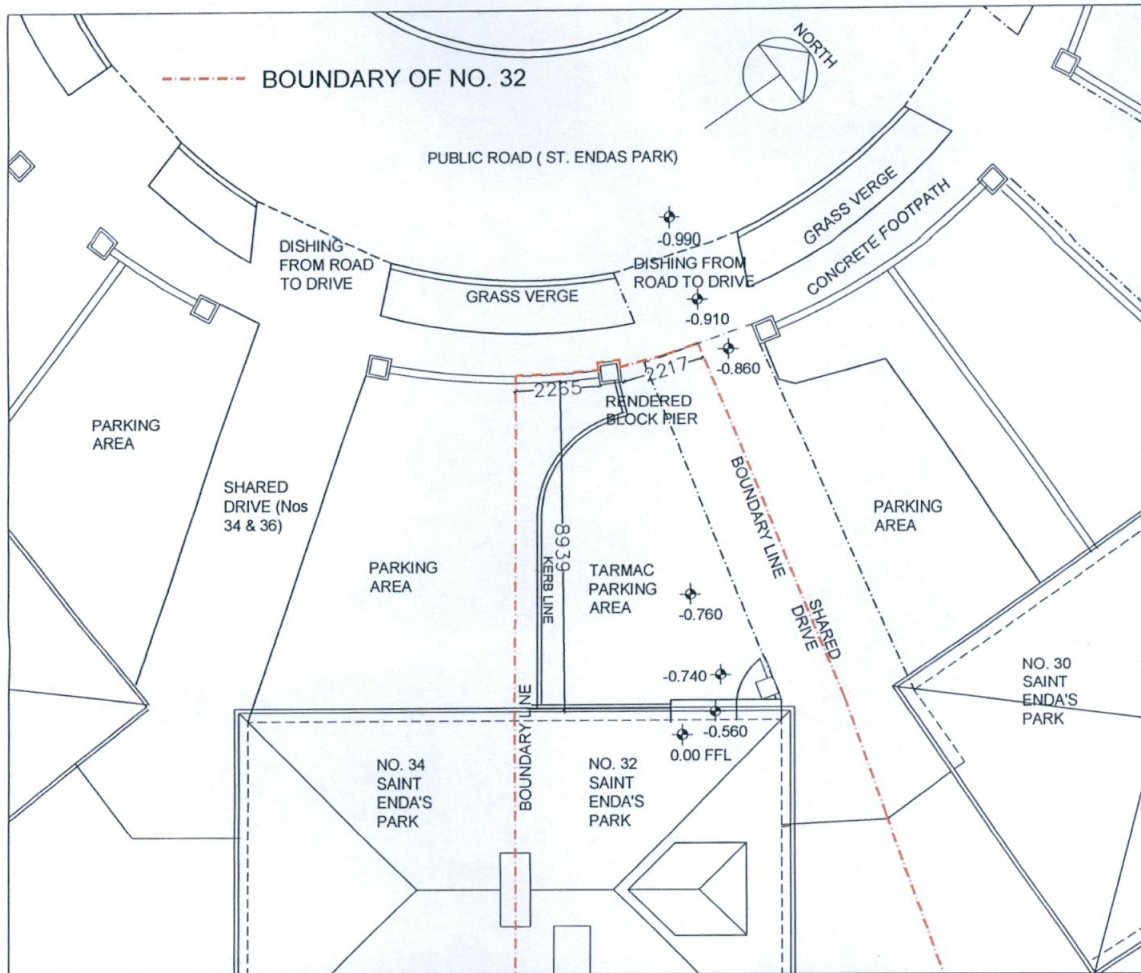 NORTH
BOUNDARY OF NO. 32
PUBLIC ROAD ( ST. ENDAS PARK)
GRASS VERGE
CONCRETE FOOTPATH
-0.990
DISHING
FROM ROAD
TO DRIVE
DISHING FROM
ROAD TO DRIVE
GRASS VERGE
-0.910
-0.860
2265
2217
RENDERED
BLOCK PIER
PARKING
AREA
SHARED
DRIVE (Nos
34 & 36)
BOUNDARY LINE
PARKING
AREA
8939
KERB LINE
PARKING
AREA
TARMAC
PARKING
AREA
-0.760
SHARED
DRIVE
-0.740
NO. 30
SAINT
ENDA'S
PARK
-0.560
0.00 FFL
BOUNDARY LINE
NO. 34
SAINT
ENDA'S
PARK
NO. 32
SAINT
ENDA'S
PARK